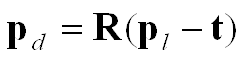 p_d = R(p_l − t)